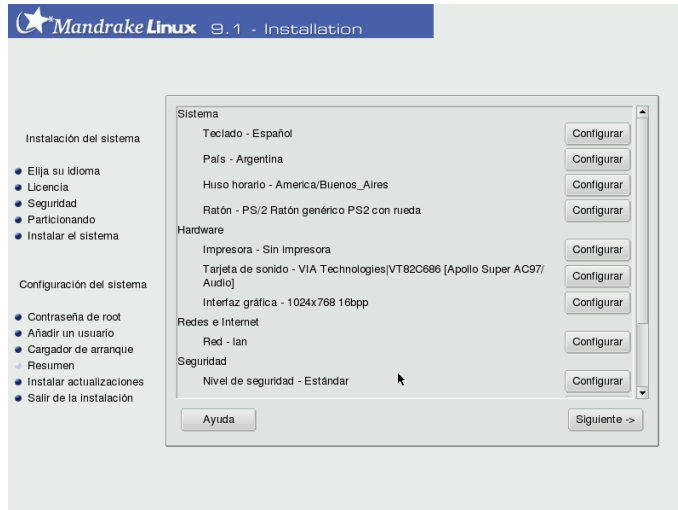 Mandrake Linux 9.1 - Installation
Instalación del sistema
Elija su idioma
Licencia
Seguridad
Particionando
Instalar el sistema
Configuración del sistema
Contraseña de root
Añadir un usuario
Cargador de arranque
Resumen
Instalar actualizaciones
Salir de la instalación
Sistema
Teclado - Español Configurar
País - Argentina Configurar
Huso horario - America/Buenos_Aires Configurar
Ratón - PS/2 Ratón genérico PS2 con rueda Configurar
Hardware
Impresora - Sin impresora Configurar
Tarjeta de sonido - VIA Technologies|VT82C686 [Apollo Super AC97/
Audio] Configurar
Interfaz gráfica - 1024x768 16bpp Configurar
Redes e Internet
Red - lan Configurar
Seguridad
Nivel de seguridad - Estándar Configurar
Ayuda Siguiente ->